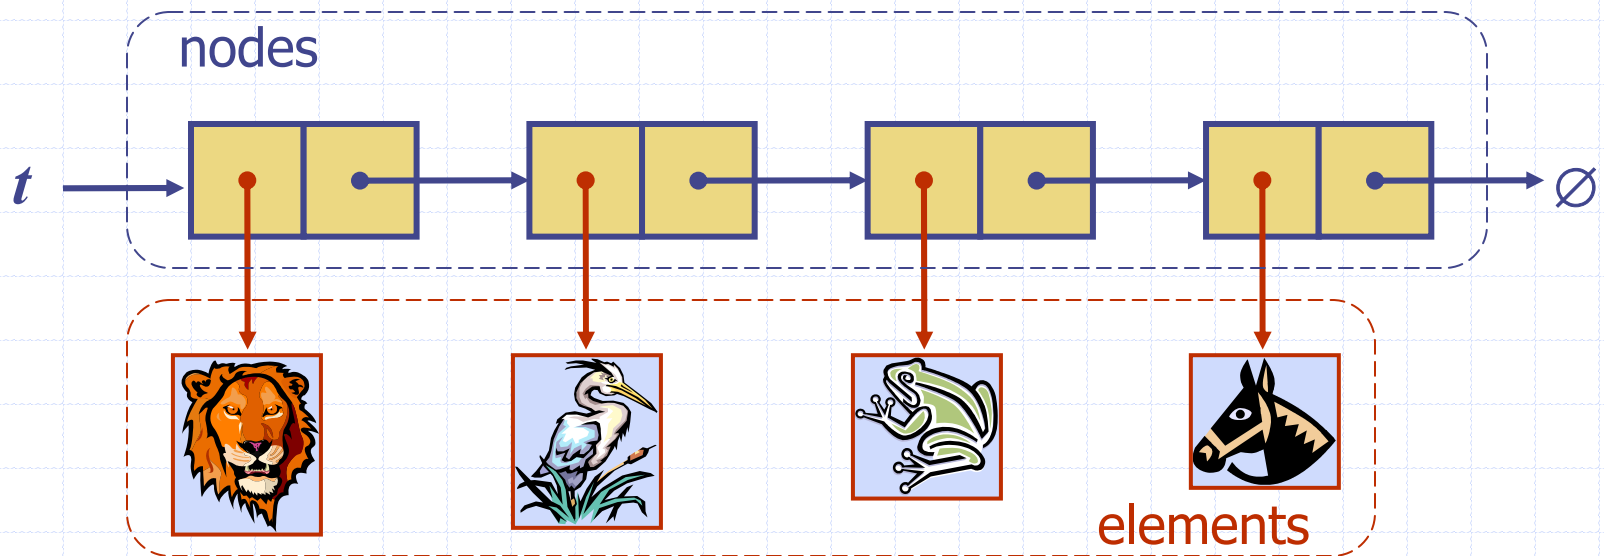 nodes
t
∅
elements